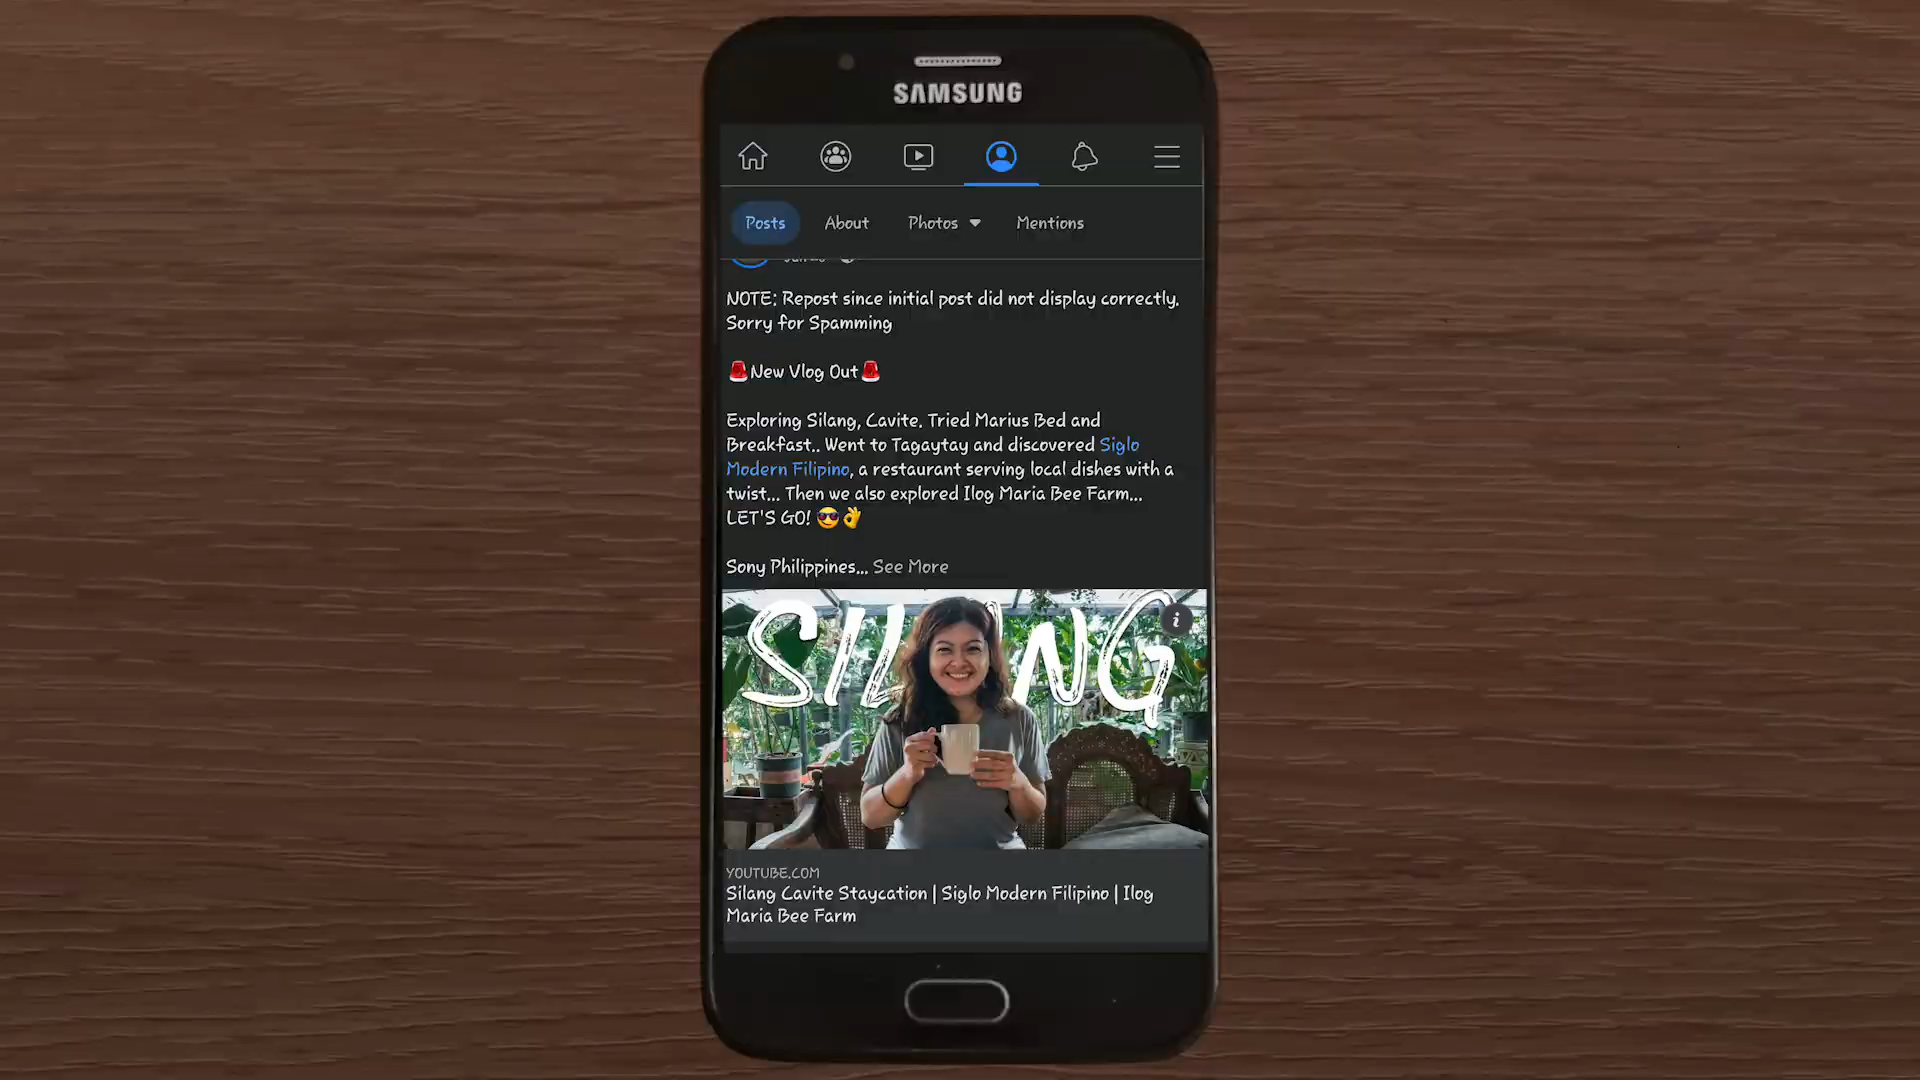 SAMSUNG
Posts About Photos Mentions
NOTE: Repost since initial post did not display correctly.
Sorry for Spamming
🚨New Vlog Out🚨
Exploring Silang, Cavite. Tried Marius Bed and
Breakfast.. Went to Tagaytay and discovered Siglo
Modern Filipino, a restaurant serving local dishes with a
twist... Then we also explored Ilog Maria Bee Farm...
LET'S GO! 😎👌
Sony Philippines... See More
SILANG
YOUTUBE.COM
Silang Cavite Staycation | Siglo Modern Filipino | Ilog
Maria Bee Farm